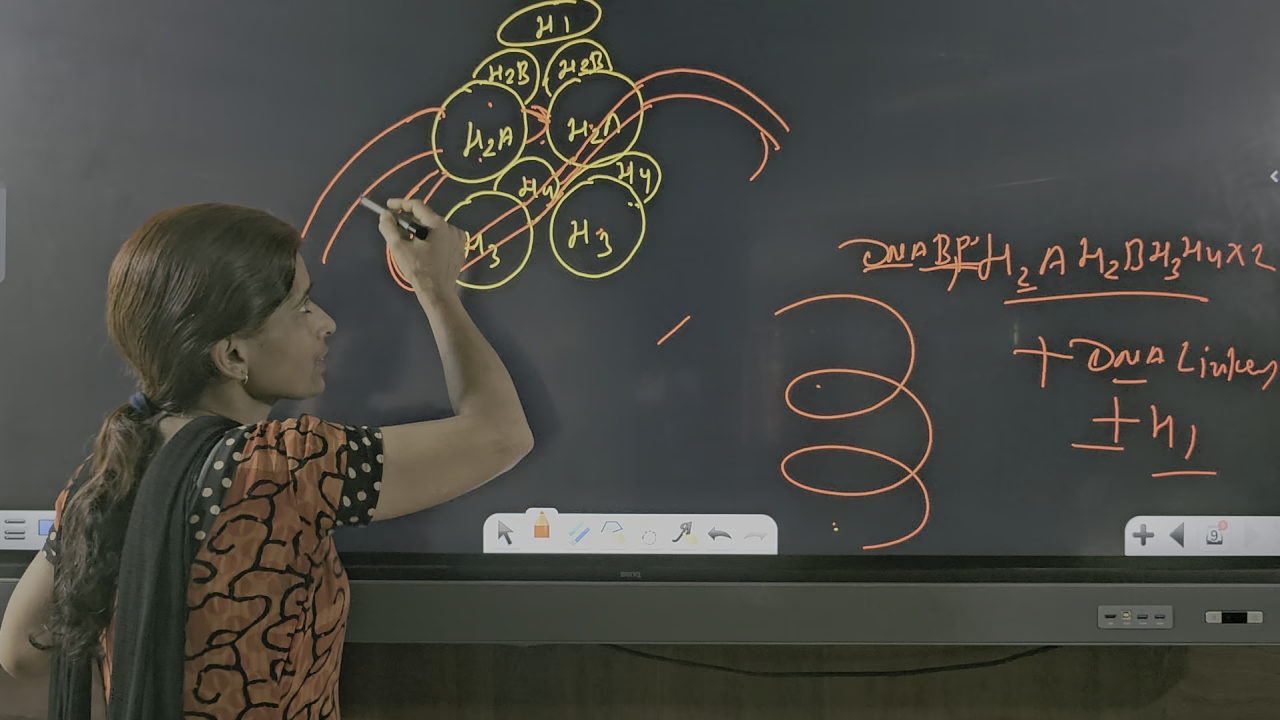 H1
H2B H2B
H2A H2A
H4 H4
H3 H3
DNA BP H2A H2B H3 H4 x 2
+ DNA Linker
+ H1
9